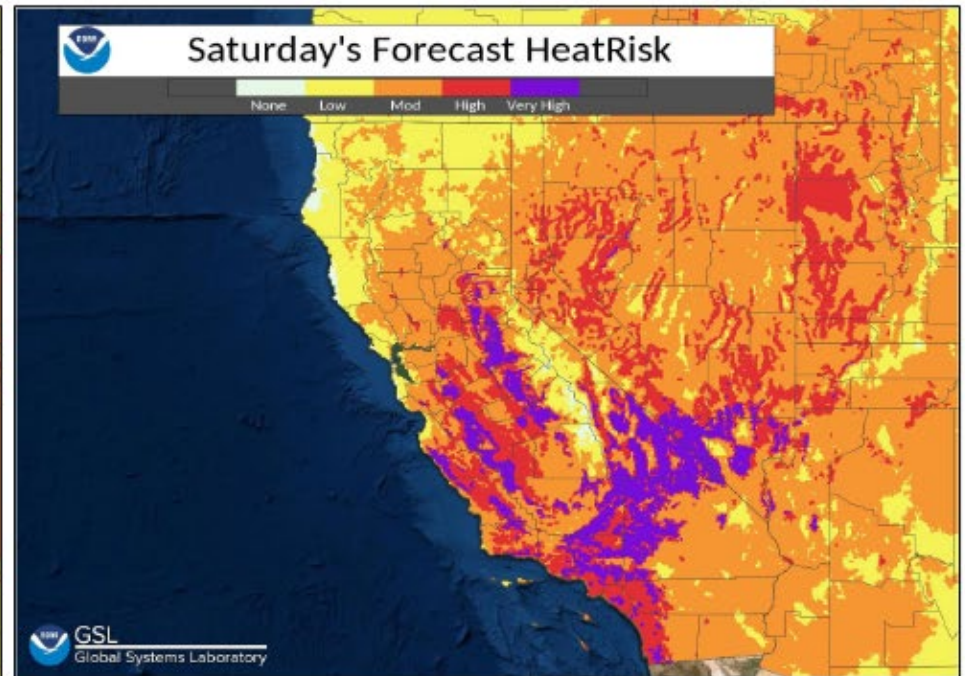 Saturday's Forecast HeatRisk
None Low Mod High Very High
GSL
Global Systems Laboratory